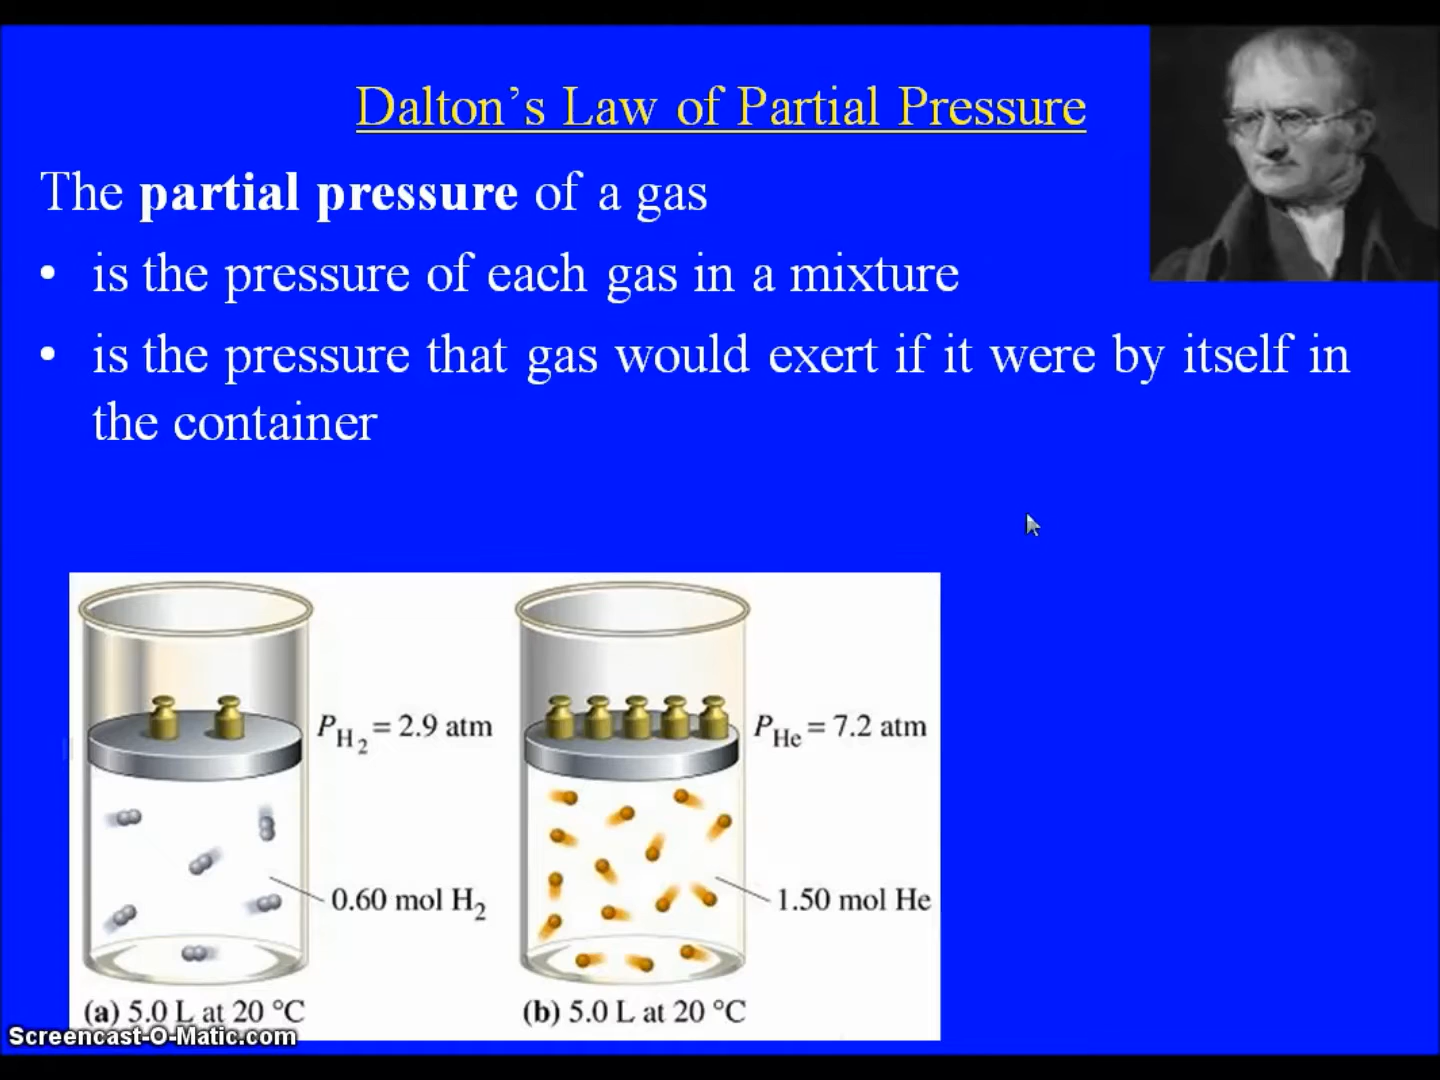 Dalton’s Law of Partial Pressure
The partial pressure of a gas
• is the pressure of each gas in a mixture
• is the pressure that gas would exert if it were by itself in
the container
P H2 = 2.9 atm
P He = 7.2 atm
0.60 mol H2
1.50 mol He
(a) 5.0 L at 20 °C
(b) 5.0 L at 20 °C
Screencast-O-Matic.com